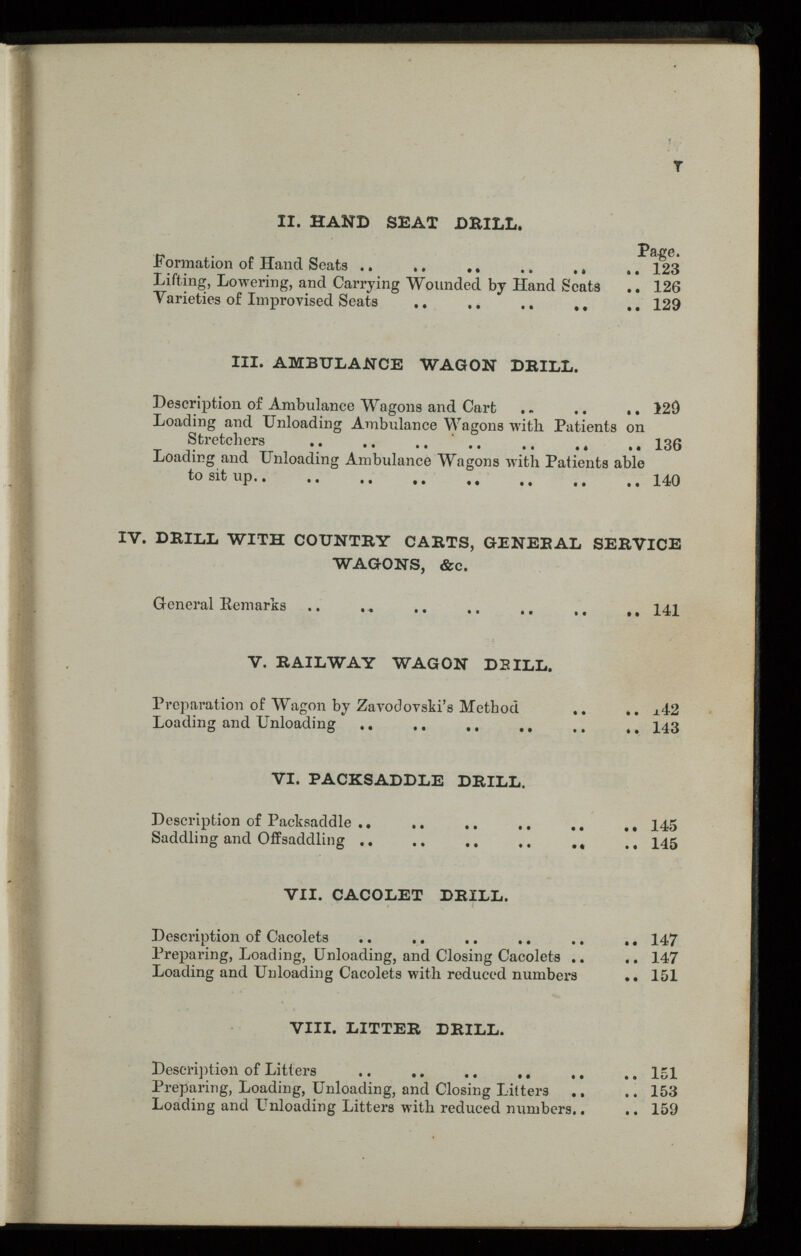 v
II. HAND SEAT DRILL.
Page.
Formation of Hand Seats .. .. .. .. .. .. 123
Lifting, Lowering, and Carrying Wounded by Hand Seats .. 126
Varieties of Improvised Seats .. .. .. .. .. 129
III. AMBULANCE WAGON DRILL.
Description of Ambulance Wagons and Cart .. .. .. 129
Loading and Unloading Ambulance Wagons with Patients on
Stretchers .. .. .. .. .. .. .. 136
Loading and Unloading Ambulance Wagons with Patients able
to sit up.. .. .. .. .. .. .. .. 140
IV. DRILL WITH COUNTRY CARTS, GENERAL SERVICE
WAGONS, &c.
General Remarks .. .. .. .. .. .. .. 141
V. RAILWAY WAGON DRILL.
Preparation of Wagon by Zavodovski's Method .. .. 142
Loading and Unloading .. .. .. .. .. .. 143
VI. PACKSADDLE DRILL.
Description of Packsaddle .. .. .. .. .. .. 145
Saddling and Offsaddling .. .. .. .. .. .. 145
VII. CACOLET DRILL.
Description of Cacolets .. .. .. .. .. .. 147
Preparing, Loading, Unloading, and Closing Cacolets .. .. 147
Loading and Unloading Cacolets with reduced numbers .. 151
VIII. LITTER DRILL.
Description of Litters .. .. .. .. .. .. 151
Preparing, Loading, Unloading, and Closing Litters .. .. 153
Loading and Unloading Litters with reduced numbers.. .. 159